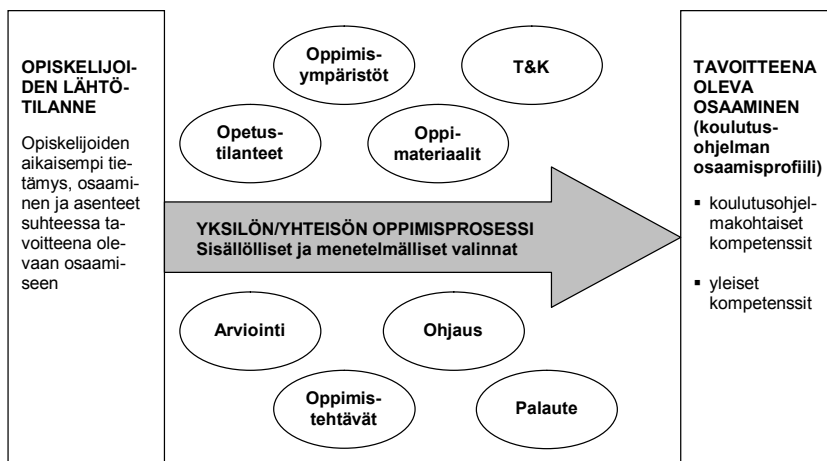 OPISKELIJOI-
DEN LÄHTÖ-
TILANNE
Opiskelijoiden
aikaisempi tie-
tämys, osaami-
nen ja asenteet
suhteessa ta-
voitteena ole-
vaan osaami-
seen
Oppimis-
ympäristöt
T&K
Opetus-
tilanteet
Oppi-
materiaalit
YKSILÖN/YHTEISÖN OPPIMISPROSESSI
Sisällölliset ja menetelmälliset valinnat
Arviointi
Ohjaus
Oppimis-
tehtävät
Palaute
TAVOITTEENA
OLEVA
OSAAMINEN
(koulutus-
ohjelman
osaamisprofiili)
▪ koulutusohjel-
makohtaiset
kompetenssit
▪ yleiset
kompetenssit